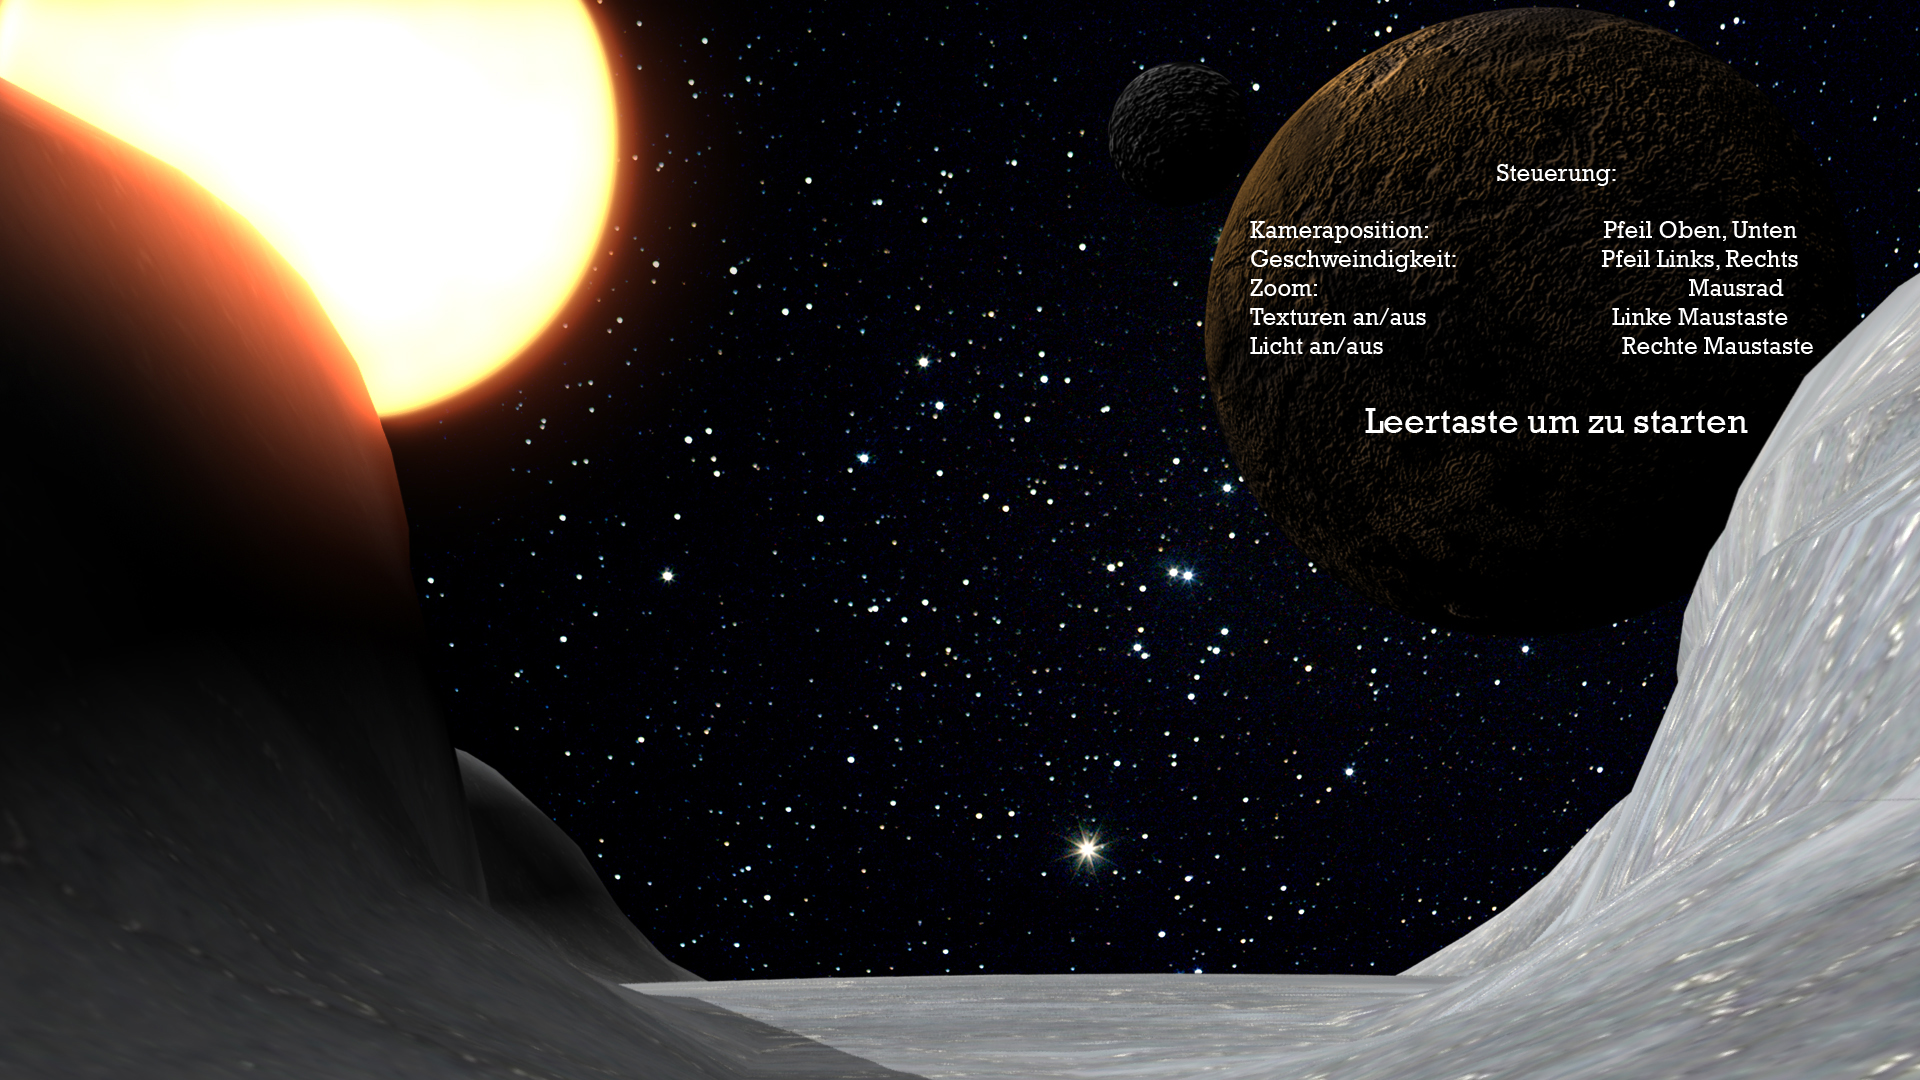 Steuerung:
Kameraposition: Pfeil Oben, Unten
Geschweindigkeit: Pfeil Links, Rechts
Zoom: Mausrad
Texturen an/aus Linke Maustaste
Licht an/aus Rechte Maustaste
Leertaste um zu starten